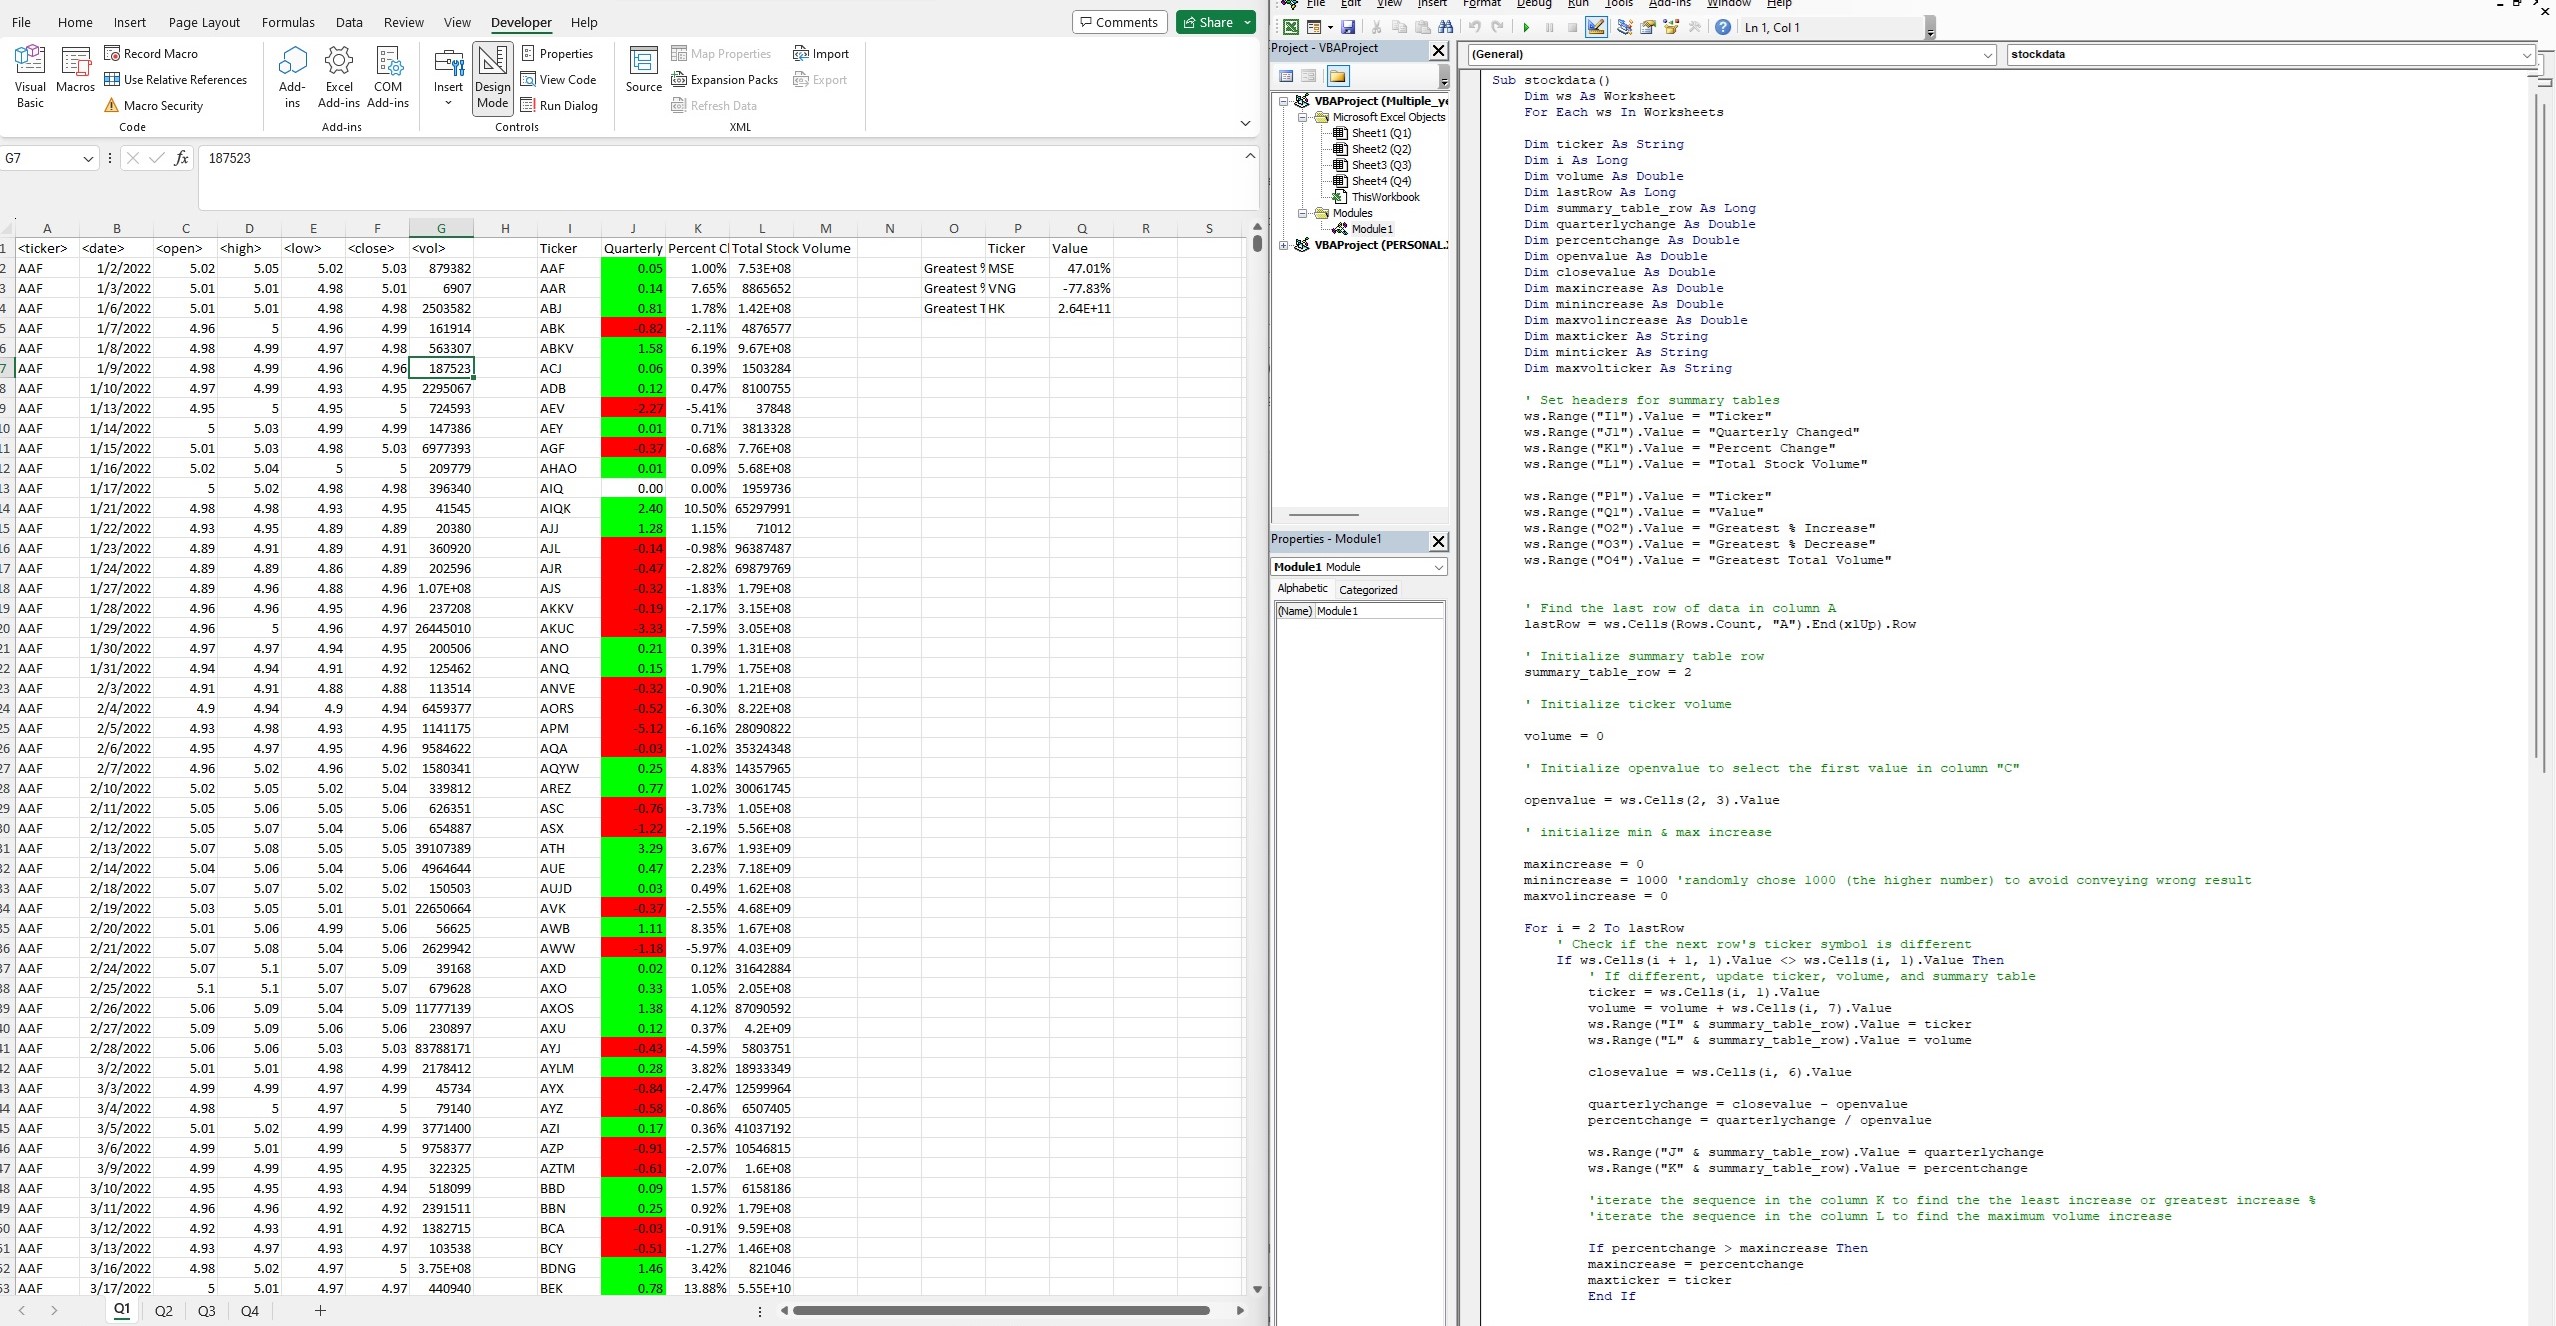 File Home Insert Page Layout Formulas Data Review View Developer Help Comments Share
Record Macro
Use Relative References
Macro Security
Visual Basic Macros
Code
Add-ins Excel Add-ins COM Add-ins
Add-ins
Insert Design Mode
Properties
View Code
Run Dialog
Controls
Source
Map Properties
Expansion Packs
Refresh Data
Import
Export
XML
G7 fx 187523
A B C D E F G H I J K L M N O P Q R S
1 <ticker> <date> <open> <high> <low> <close> <vol> Ticker Quarterly Percent C Total Stock Volume Ticker Value
2 AAF 1/2/2022 5.02 5.05 5.02 5.03 879382 AAF 0.05 1.00% 7.53E+08 Greatest % MSE 47.01%
3 AAF 1/3/2022 5.01 5.01 4.98 5.01 6907 AAR 0.14 7.65% 8865652 Greatest % VNG -77.83%
4 AAF 1/6/2022 5.01 5.01 4.98 4.98 2503582 ABJ 0.81 1.78% 1.42E+08 Greatest T HK 2.64E+11
5 AAF 1/7/2022 4.96 5 4.96 4.99 161914 ABK -0.82 -2.11% 4876577
6 AAF 1/8/2022 4.98 4.99 4.97 4.98 563307 ABKV 1.58 6.19% 9.67E+08
7 AAF 1/9/2022 4.98 4.99 4.96 4.96 187523 ACJ 0.06 0.39% 1503284
8 AAF 1/10/2022 4.97 4.99 4.93 4.95 2295067 ADB 0.12 0.47% 8100755
9 AAF 1/13/2022 4.95 5 4.95 5 724593 AEV -2.27 -5.41% 37848
10 AAF 1/14/2022 5 5.03 4.99 4.99 147386 AEY 0.01 0.71% 3813328
11 AAF 1/15/2022 5.01 5.03 4.98 5.03 6977393 AGF -0.37 -0.68% 7.76E+08
12 AAF 1/16/2022 5.02 5.04 5 5 209779 AHAO 0.01 0.09% 5.68E+08
13 AAF 1/17/2022 5 5.02 4.98 4.98 396340 AIQ 0.00 0.00% 1959736
14 AAF 1/21/2022 4.98 4.98 4.93 4.95 41545 AIQK 2.40 10.50% 65297991
15 AAF 1/22/2022 4.93 4.95 4.89 4.89 20380 AJJ 1.28 1.15% 71012
16 AAF 1/23/2022 4.89 4.91 4.89 4.91 360920 AJL -0.14 -0.98% 96387487
17 AAF 1/24/2022 4.89 4.89 4.86 4.89 202596 AJR -0.47 -2.82% 69879769
18 AAF 1/27/2022 4.89 4.96 4.88 4.96 1.07E+08 AJS -0.32 -1.83% 1.79E+08
19 AAF 1/28/2022 4.96 4.96 4.95 4.96 237208 AKKV -0.19 -2.17% 3.15E+08
20 AAF 1/29/2022 4.96 5 4.96 4.97 26445010 AKUC -3.33 -7.59% 3.05E+08
21 AAF 1/30/2022 4.97 4.97 4.94 4.95 200506 ANO 0.21 0.39% 1.31E+08
22 AAF 1/31/2022 4.94 4.94 4.91 4.92 125462 ANQ 0.15 1.79% 1.75E+08
23 AAF 2/3/2022 4.91 4.91 4.88 4.88 113514 ANVE -0.32 -0.90% 1.21E+08
24 AAF 2/4/2022 4.9 4.94 4.9 4.94 6459377 AORS -0.52 -6.30% 8.22E+08
25 AAF 2/5/2022 4.93 4.98 4.93 4.95 1141175 APM -5.12 -6.16% 28090822
26 AAF 2/6/2022 4.95 4.97 4.95 4.96 9584622 AQA -0.03 -1.02% 35324348
27 AAF 2/7/2022 4.96 5.02 4.96 5.02 1580341 AQYW 0.25 4.83% 14357965
28 AAF 2/10/2022 5.02 5.05 5.02 5.04 339812 AREZ 0.77 1.02% 30061745
29 AAF 2/11/2022 5.05 5.06 5.05 5.06 626351 ASC -0.76 -3.73% 1.05E+08
30 AAF 2/12/2022 5.05 5.07 5.04 5.06 654887 ASX -1.22 -2.19% 5.56E+08
31 AAF 2/13/2022 5.07 5.08 5.05 5.05 39107389 ATH 3.29 3.67% 1.93E+09
32 AAF 2/14/2022 5.04 5.06 5.04 5.06 4964644 AUE 0.47 2.23% 7.18E+09
33 AAF 2/18/2022 5.07 5.07 5.02 5.02 150503 AUJD 0.03 0.49% 1.62E+08
34 AAF 2/19/2022 5.03 5.05 5.01 5.01 22650664 AVK -0.37 -2.55% 4.68E+09
35 AAF 2/20/2022 5.01 5.06 4.99 5.06 56625 AWB 1.11 8.35% 1.67E+08
36 AAF 2/21/2022 5.07 5.08 5.04 5.06 2629942 AWW -1.18 -5.97% 4.03E+09
37 AAF 2/24/2022 5.07 5.1 5.07 5.09 39168 AXD 0.02 0.12% 31642884
38 AAF 2/25/2022 5.1 5.1 5.07 5.07 679628 AXO 0.33 1.05% 2.05E+08
39 AAF 2/26/2022 5.06 5.09 5.04 5.09 11777139 AXOS 1.38 4.12% 87090592
40 AAF 2/27/2022 5.09 5.09 5.06 5.06 230897 AXU 0.12 0.37% 4.2E+09
41 AAF 2/28/2022 5.06 5.06 5.03 5.03 83788171 AYJ -0.43 -4.59% 5803751
42 AAF 3/2/2022 5.01 5.01 4.98 4.99 2178412 AYLM 0.28 3.82% 18933349
43 AAF 3/3/2022 4.99 4.99 4.97 4.99 45734 AYX -0.84 -2.47% 12599964
44 AAF 3/4/2022 4.98 5 4.97 5 79140 AYZ -0.58 -0.86% 6507405
45 AAF 3/5/2022 5.01 5.02 4.99 4.99 3771400 AZI 0.17 0.36% 41037192
46 AAF 3/6/2022 4.99 5.01 4.99 5 9758377 AZP -0.91 -2.57% 10546815
47 AAF 3/9/2022 4.99 4.99 4.95 4.95 322325 AZTM -0.61 -2.07% 1.6E+08
48 AAF 3/10/2022 4.95 4.95 4.93 4.94 518099 BBD 0.09 1.57% 6158186
49 AAF 3/11/2022 4.96 4.96 4.92 4.92 2391511 BBN 0.25 0.92% 1.79E+08
50 AAF 3/12/2022 4.92 4.93 4.91 4.92 1382715 BCA -0.03 -0.91% 9.59E+08
51 AAF 3/13/2022 4.93 4.97 4.93 4.97 103538 BCY -0.51 -1.27% 1.46E+08
52 AAF 3/16/2022 4.98 5.02 4.97 5 3.75E+08 BDNG 1.46 3.42% 821046
53 AAF 3/17/2022 5 5.01 4.97 4.97 440940 BEK 0.78 13.88% 5.55E+10
Q1 Q2 Q3 Q4 +
File Edit View Insert Format Debug Run Tools Add-Ins Window Help
Ln 1, Col 1
Project - VBAProject
VBAProject (Multiple_ye
Microsoft Excel Objects
Sheet1 (Q1)
Sheet2 (Q2)
Sheet3 (Q3)
Sheet4 (Q4)
ThisWorkbook
Modules
Module1
VBAProject (PERSONAL.
Properties - Module1
Module1 Module
Alphabetic Categorized
(Name) Module1
(General) stockdata
Sub stockdata()
Dim ws As Worksheet
For Each ws In Worksheets
Dim ticker As String
Dim i As Long
Dim volume As Double
Dim lastRow As Long
Dim summary_table_row As Long
Dim quarterlychange As Double
Dim percentchange As Double
Dim openvalue As Double
Dim closevalue As Double
Dim maxincrease As Double
Dim minincrease As Double
Dim maxvolincrease As Double
Dim maxticker As String
Dim minticker As String
Dim maxvolticker As String
' Set headers for summary tables
ws.Range("I1").Value = "Ticker"
ws.Range("J1").Value = "Quarterly Changed"
ws.Range("K1").Value = "Percent Change"
ws.Range("L1").Value = "Total Stock Volume"
ws.Range("P1").Value = "Ticker"
ws.Range("Q1").Value = "Value"
ws.Range("O2").Value = "Greatest % Increase"
ws.Range("O3").Value = "Greatest % Decrease"
ws.Range("O4").Value = "Greatest Total Volume"
' Find the last row of data in column A
lastRow = ws.Cells(Rows.Count, "A").End(xlUp).Row
' Initialize summary table row
summary_table_row = 2
' Initialize ticker volume
volume = 0
' Initialize openvalue to select the first value in column "C"
openvalue = ws.Cells(2, 3).Value
' initialize min & max increase
maxincrease = 0
minincrease = 1000 'randomly chose 1000 (the higher number) to avoid conveying wrong result
maxvolincrease = 0
For i = 2 To lastRow
' Check if the next row's ticker symbol is different
If ws.Cells(i + 1, 1).Value <> ws.Cells(i, 1).Value Then
' If different, update ticker, volume, and summary table
ticker = ws.Cells(i, 1).Value
volume = volume + ws.Cells(i, 7).Value
ws.Range("I" & summary_table_row).Value = ticker
ws.Range("L" & summary_table_row).Value = volume
closevalue = ws.Cells(i, 6).Value
quarterlychange = closevalue - openvalue
percentchange = quarterlychange / openvalue
ws.Range("J" & summary_table_row).Value = quarterlychange
ws.Range("K" & summary_table_row).Value = percentchange
'iterate the sequence in the column K to find the the least increase or greatest increase %
'iterate the sequence in the column L to find the maximum volume increase
If percentchange > maxincrease Then
maxincrease = percentchange
maxticker = ticker
End If